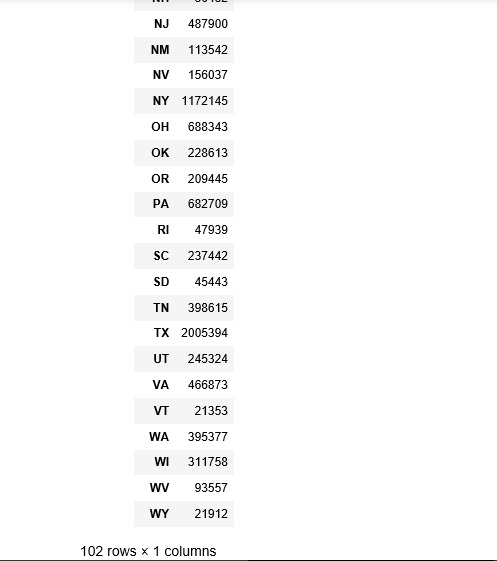 NJ 487900
NM 113542
NV 156037
NY 1172145
OH 688343
OK 228613
OR 209445
PA 682709
RI 47939
SC 237442
SD 45443
TN 398615
TX 2005394
UT 245324
VA 466873
VT 21353
WA 395377
WI 311758
WV 93557
WY 21912
102 rows × 1 columns